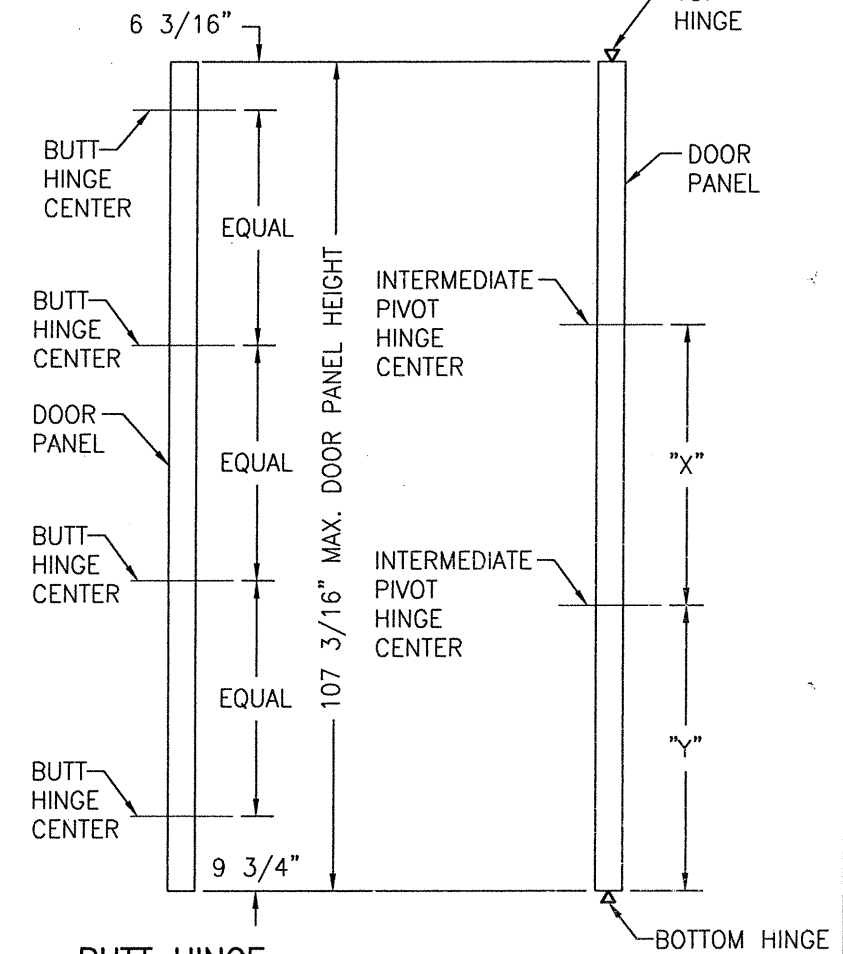 6 3/16"
HINGE
BUTT
HINGE
CENTER
DOOR
PANEL
EQUAL
INTERMEDIATE
PIVOT
HINGE
CENTER
BUTT
HINGE
CENTER
107 3/16" MAX. DOOR PANEL HEIGHT
DOOR
PANEL
EQUAL
"X"
BUTT
HINGE
CENTER
INTERMEDIATE
PIVOT
HINGE
CENTER
EQUAL
"Y"
BUTT
HINGE
CENTER
9 3/4"
BOTTOM HINGE
BUTT HINGE